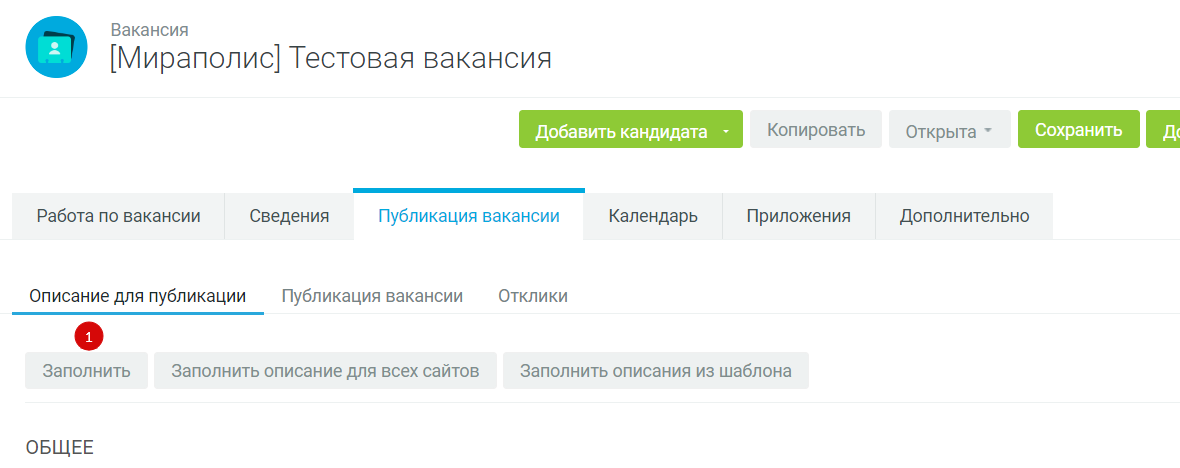 Вакансия
[Мираполис] Тестовая вакансия
Добавить кандидата Копировать Открыта Сохранить
Работа по вакансии Сведения Публикация вакансии Календарь Приложения Дополнительно
Описание для публикации Публикация вакансии Отклики
1
Заполнить Заполнить описание для всех сайтов Заполнить описания из шаблона
ОБЩЕЕ